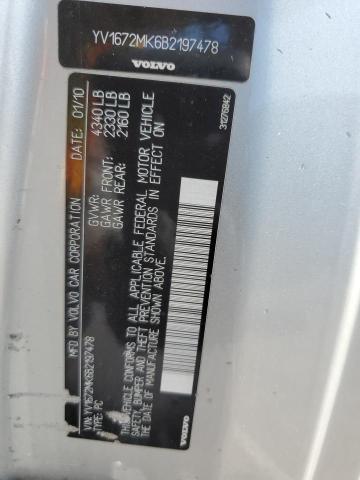 YV1672MK6B2197478
VOLVO
MFD BY VOLVO CAR CORPORATION
DATE: 01/10
GVWR: 4340 LB
GAWR FRONT: 2330 LB
GAWR REAR: 2160 LB
THIS VEHICLE CONFORMS TO ALL APPLICABLE FEDERAL MOTOR VEHICLE
SAFETY, BUMPER AND THEFT PREVENTION STANDARDS IN EFFECT ON
THE DATE OF MANUFACTURE SHOWN ABOVE
VIN: YV1672MK6B2197478
TYPE: PC
VOLVO
31276842